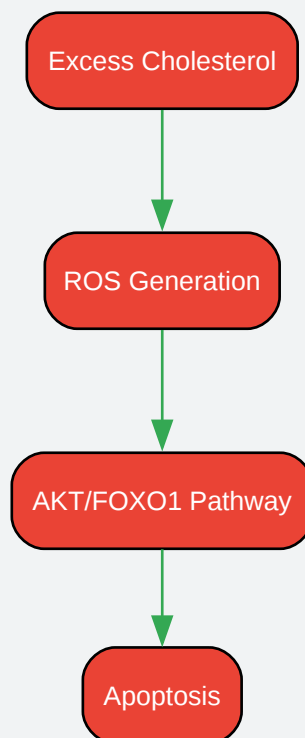 Excess Cholesterol
ROS Generation
AKT/FOXO1 Pathway
Apoptosis